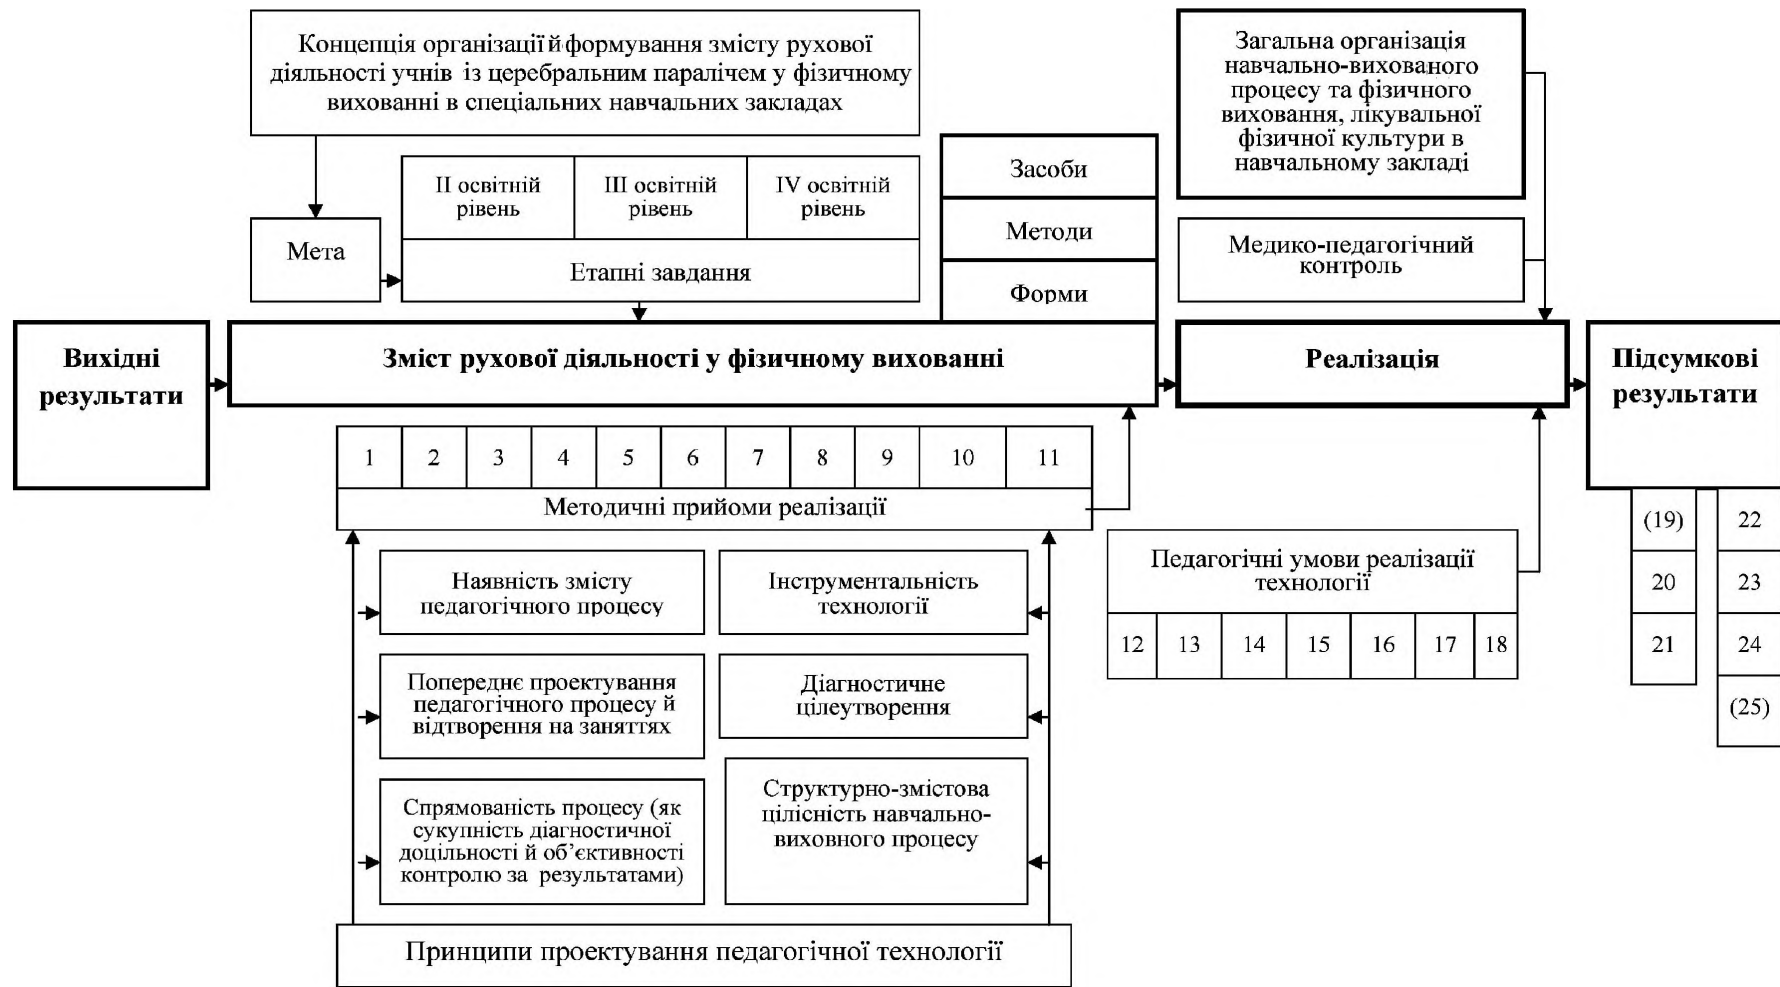 Концепція організації й формування змісту рухової
діяльності учнів із церебральним паралічем у фізичному
вихованні в спеціальних навчальних закладах
Загальна організація
навчально-вихованого
процесу та фізичного
виховання, лікувальної
фізичної культури в
навчальному закладі
II освітній
рівень
III освітній
рівень
IV освітній
рівень
Засоби
Методи
Форми
Мета
Етапні завдання
Медико-педагогічний
контроль
Вихідні
результати
Зміст рухової діяльності у фізичному вихованні
Реалізація
Підсумкові
результати
1 2 3 4 5 6 7 8 9 10 11
Методичні прийоми реалізації
Наявність змісту
педагогічного процесу
Інструментальність
технології
Попереднє проектування
педагогічного процесу й
відтворення на заняттях
Діагностичне
цілеутворення
Спрямованість процесу (як
сукупність діагностичної
доцільності й об’єктивності
контролю за результатами)
Структурно-змістова
цілісність навчально-
виховного процесу
Принципи проектування педагогічної технології
Педагогічні умови реалізації
технології
12 13 14 15 16 17 18
(19) 22
20 23
21 24
(25)